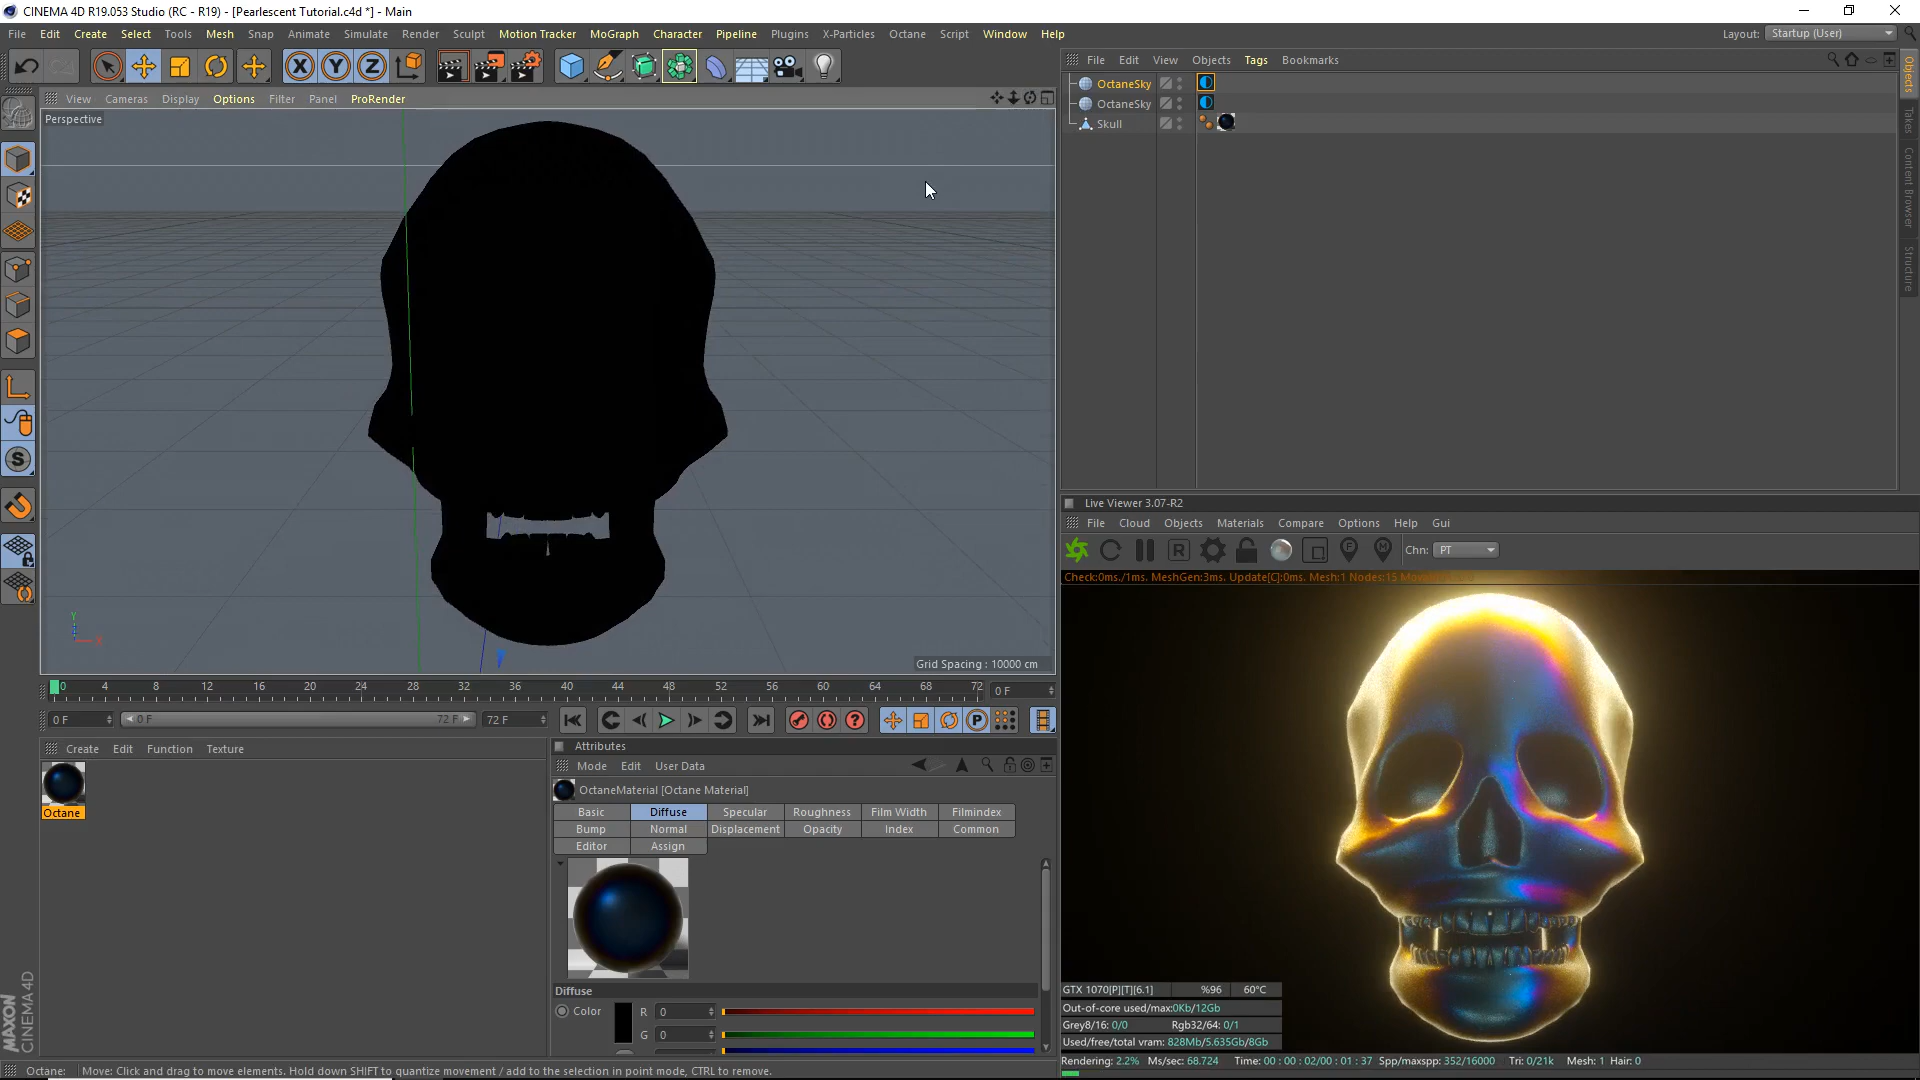 CINEMA 4D R19.053 Studio (RC - R19) - [Pearlescent Tutorial.c4d *] - Main
File Edit Create Select Tools Mesh Snap Animate Simulate Render Sculpt Motion Tracker MoGraph Character Pipeline Plugins X-Particles Octane Script Window Help
Layout: Startup (User)
X Y Z
File Edit View Objects Tags Bookmarks
View Cameras Display Options Filter Panel ProRender
Perspective
OctaneSky
OctaneSky
Skull
Objects
Takes
Content Browser
Structure
Y
X
Grid Spacing : 10000 cm
0 4 8 12 16 20 24 28 32 36 40 44 48 52 56 60 64 68 72
0 F
0 F
0 F
72 F
72 F
P
Create Edit Function Texture
Octane
Attributes
Mode Edit User Data
OctaneMaterial [Octane Material]
Basic Diffuse Specular Roughness Film Width Filmindex
Bump Normal Displacement Opacity Index Common
Editor Assign
Diffuse
Color R 0
G 0
Live Viewer 3.07-R2
File Cloud Objects Materials Compare Options Help Gui
R F M Chn: PT
Check:0ms./1ms. MeshGen:3ms. Update[C]:0ms. Mesh:1 Nodes:15
GTX 1070[P][T][6.1] %96 60°C
Out-of-core used/max:0Kb/12Gb
Grey8/16: 0/0 Rgb32/64: 0/1
Used/free/total vram: 828Mb/5.635Gb/8Gb
Rendering: 2.2% Ms/sec: 68.724 Time: 00 : 00 : 02/00 : 01 : 37 Spp/maxspp: 352/16000 Tri: 0/21k Mesh: 1 Hair: 0
MAXON
CINEMA 4D
Octane: Move: Click and drag to move elements. Hold down SHIFT to quantize movement / add to the selection in point mode, CTRL to remove.